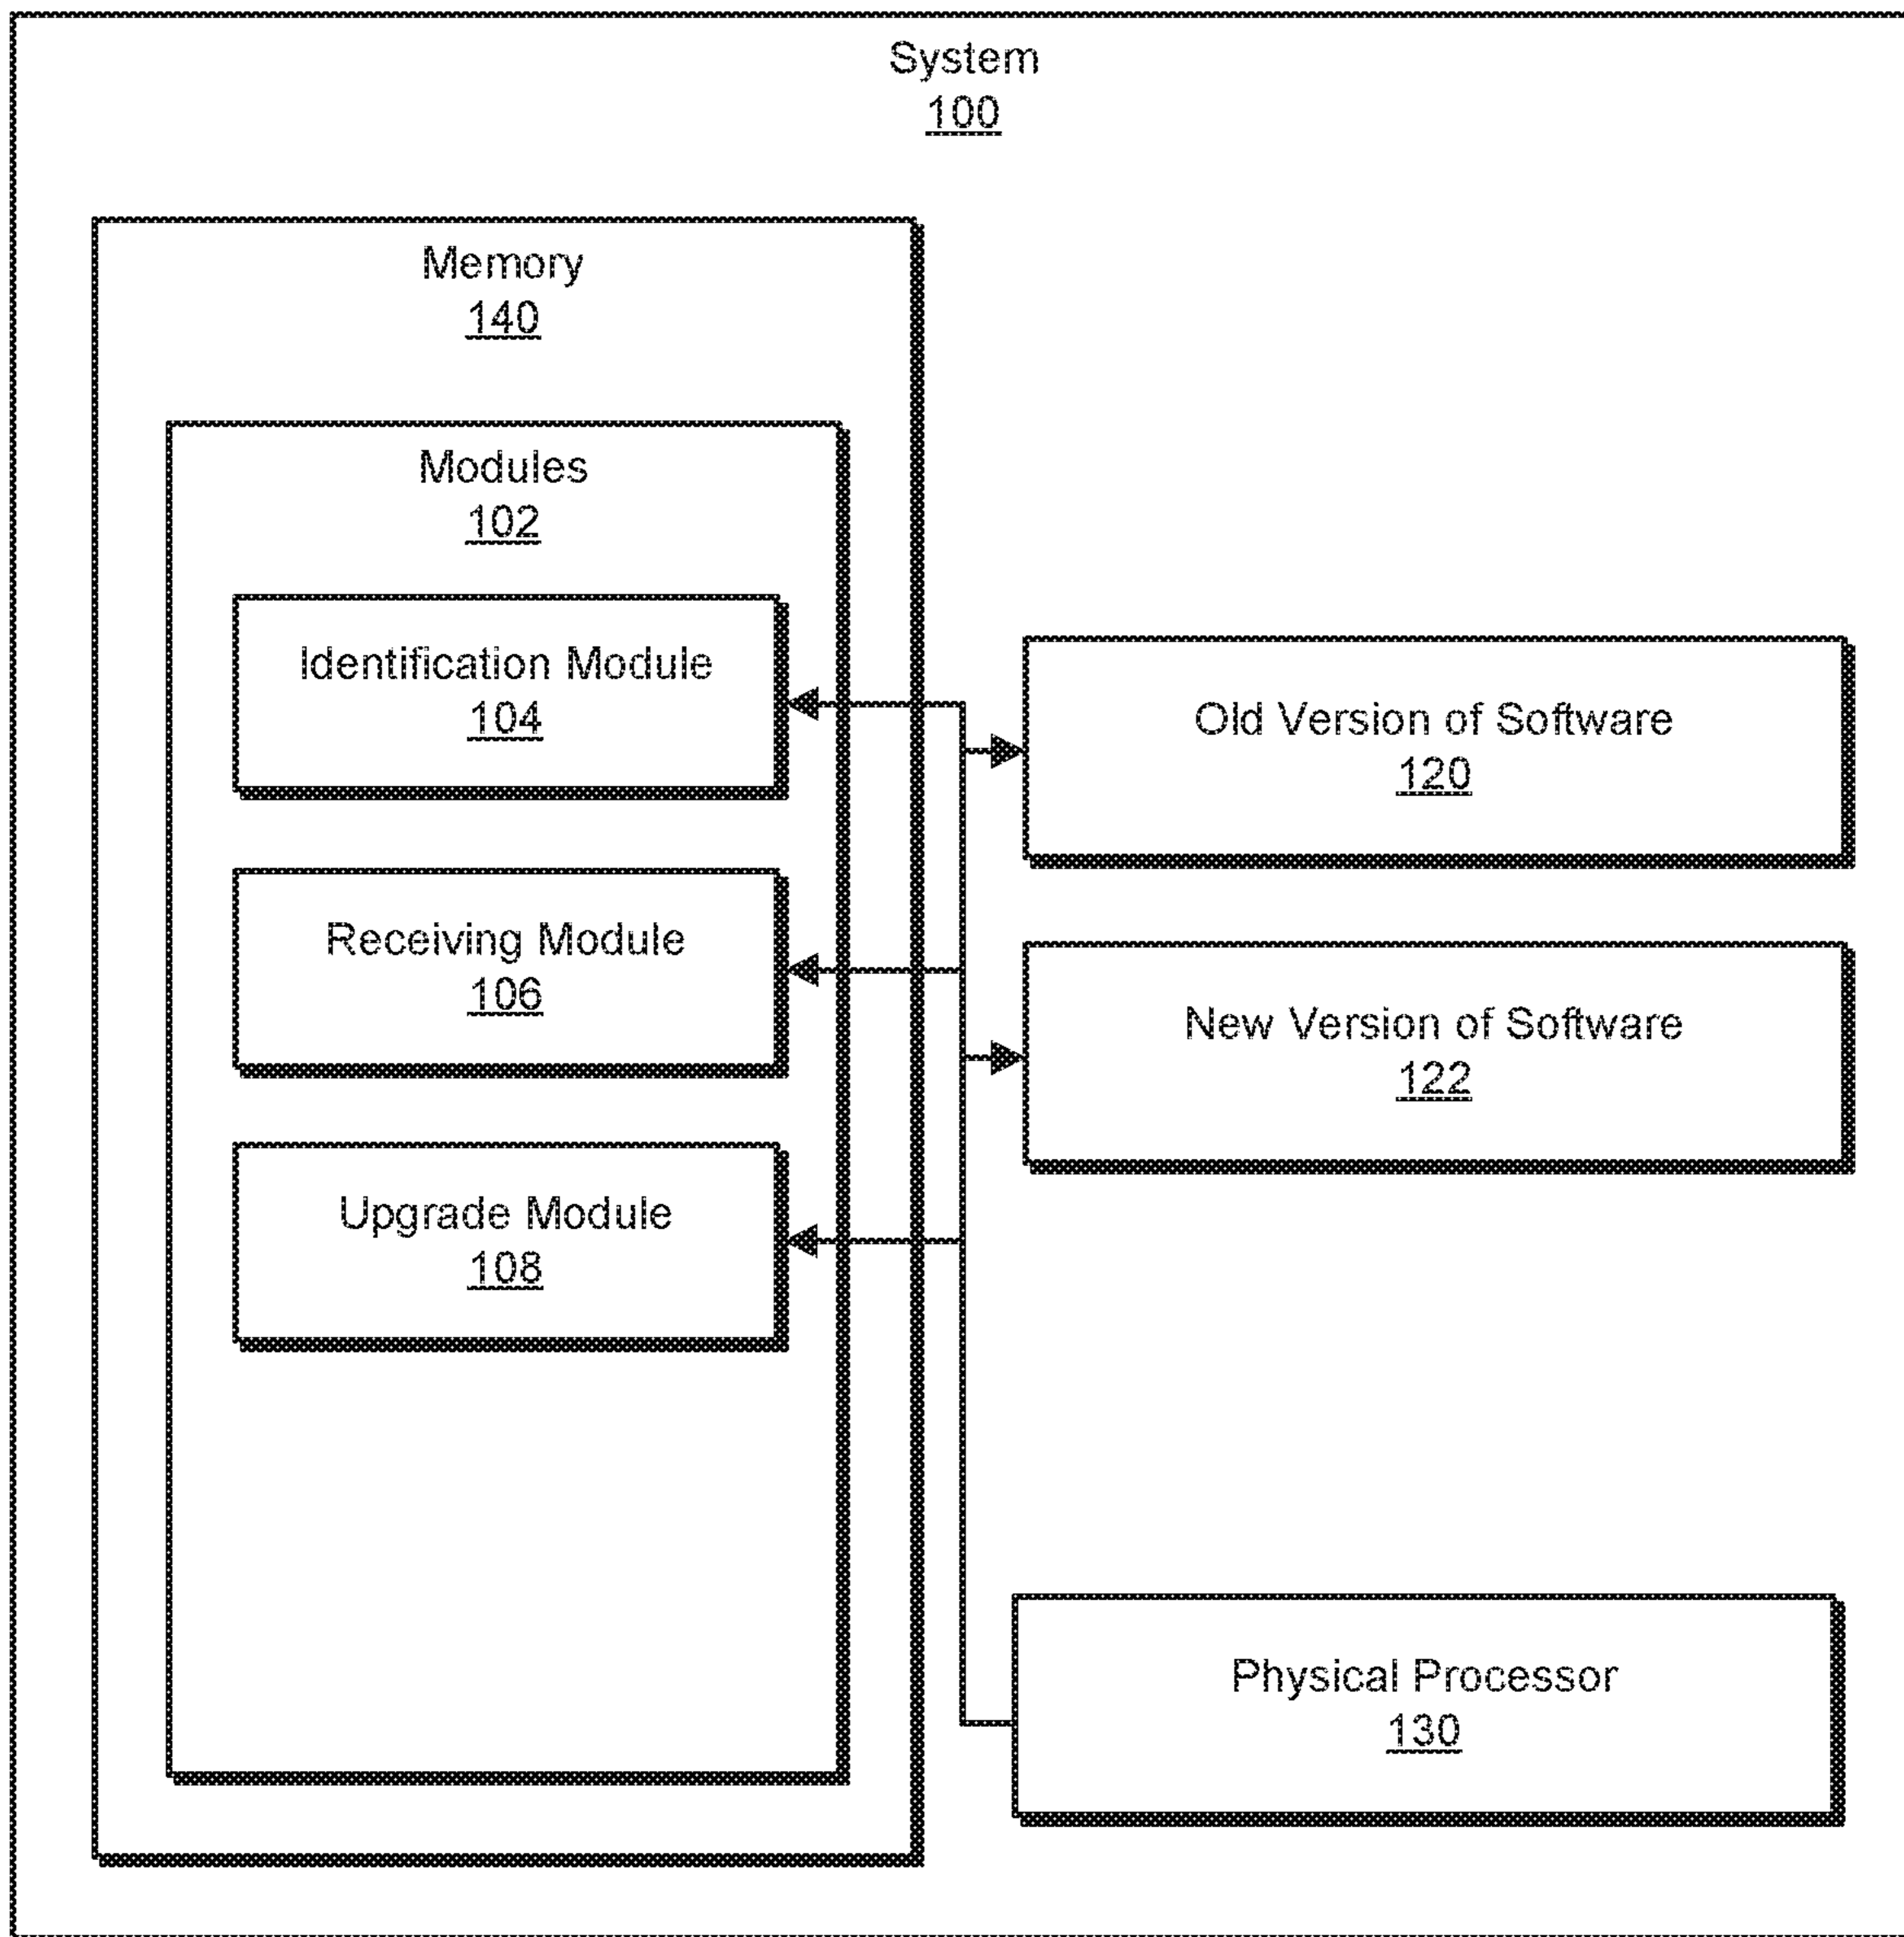 System
100
Memory
140
Modules
102
Identification Module
104
Receiving Module
106
Upgrade Module
108
Old Version of Software
120
New Version of Software
122
Physical Processor
130